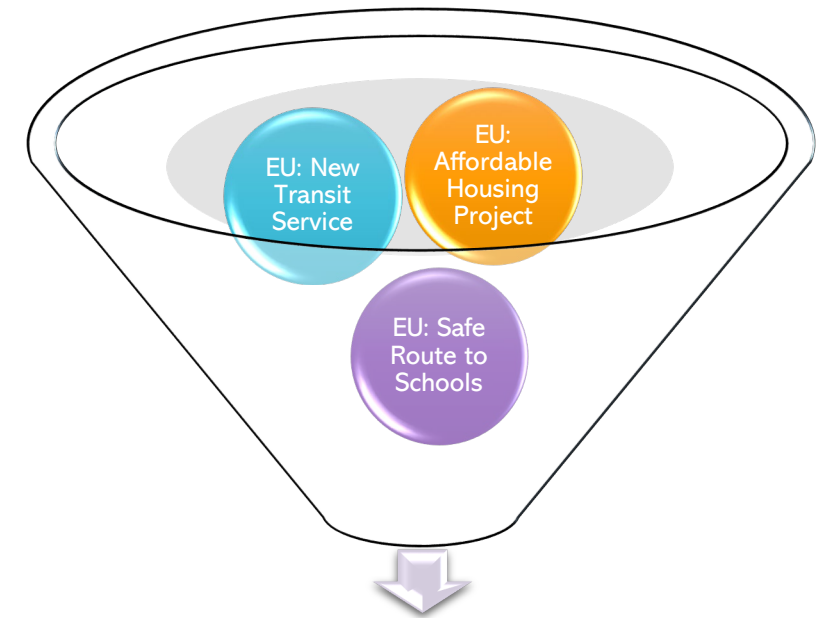 EU: New
Transit
Service
EU:
Affordable
Housing
Project
EU: Safe
Route to
Schools